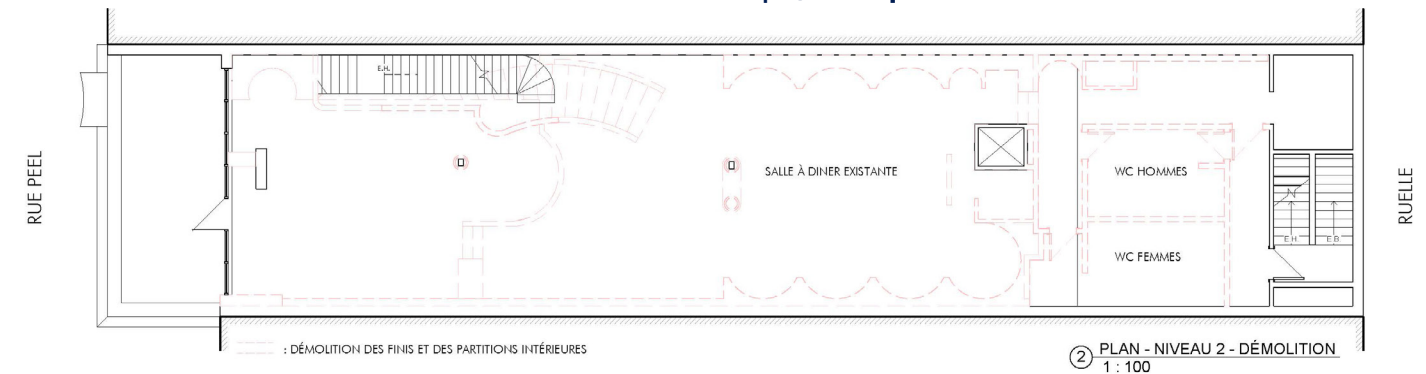 RUE PEEL
E.H.
SALLE À DINER EXISTANTE
WC HOMMES
WC FEMMES
E.H.
E.B.
RUELLE
: DÉMOLITION DES FINIS ET DES PARTITIONS INTÉRIEURES
2
PLAN - NIVEAU 2 - DÉMOLITION
1 : 100